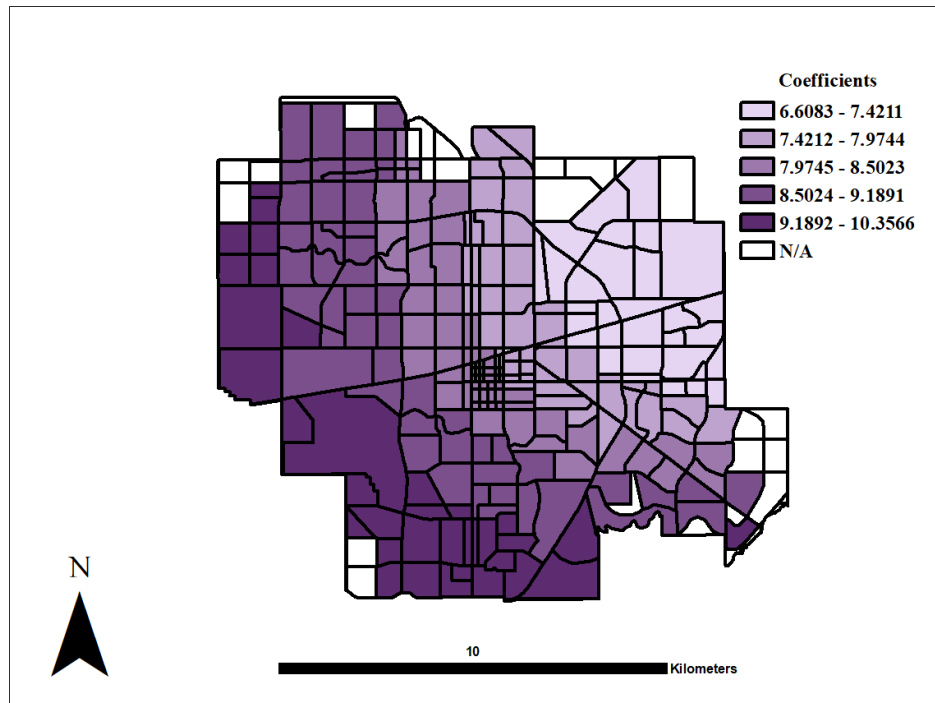 Coefficients
6.6083 - 7.4211
7.4212 - 7.9744
7.9745 - 8.5023
8.5024 - 9.1891
9.1892 - 10.3566
N/A
N
10
Kilometers